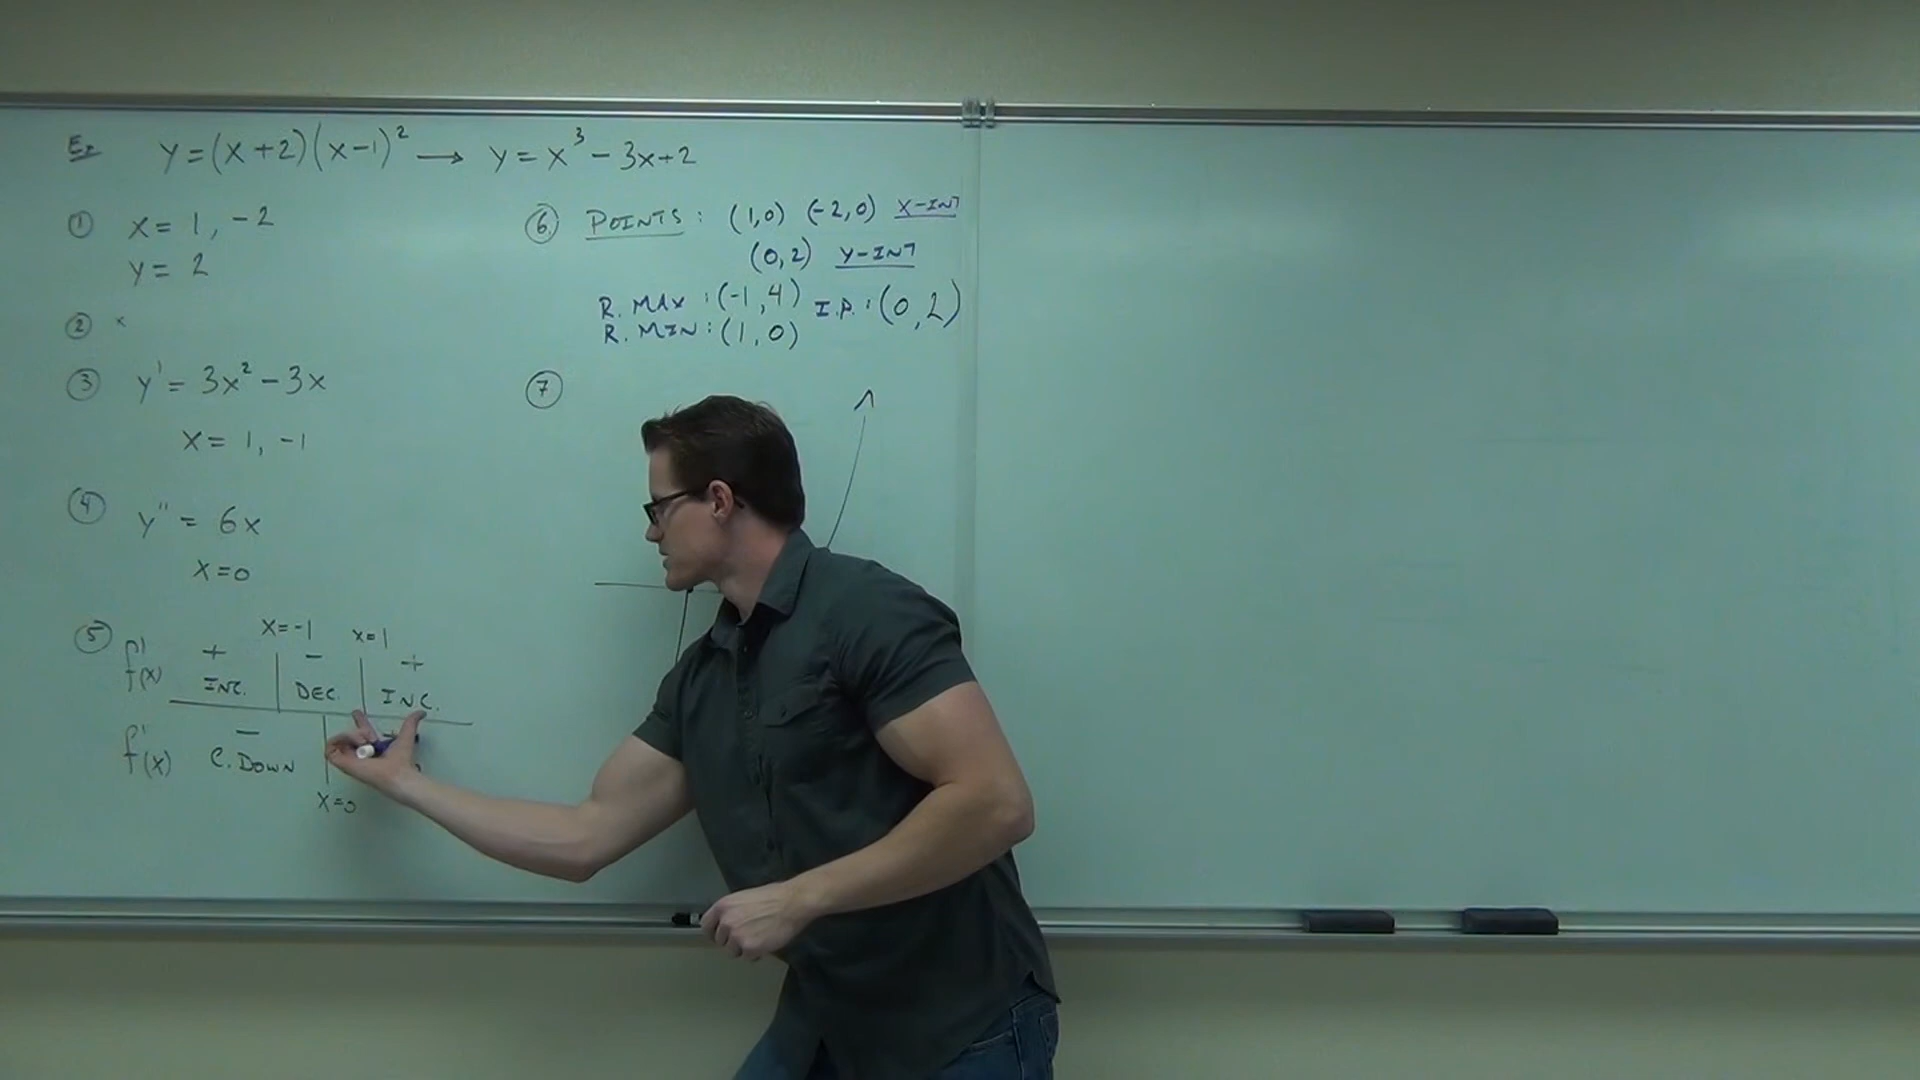 Ex y=(x+2)(x-1)² → y=x³-3x+2
① x= 1, -2
y= 2
② x
③ y'= 3x²-3x
x= 1, -1
④ y''= 6x
x=0
⑤ x=-1 x=1
f'(x) + - +
INC. DEC. INC.
f''(x) - +
C. DOWN
x=0
⑥ POINTS: (1,0) (-2,0) X-INT
(0,2) Y-INT
R. MAX: (-1,4) I.P.: (0,2)
R. MIN: (1,0)
⑦